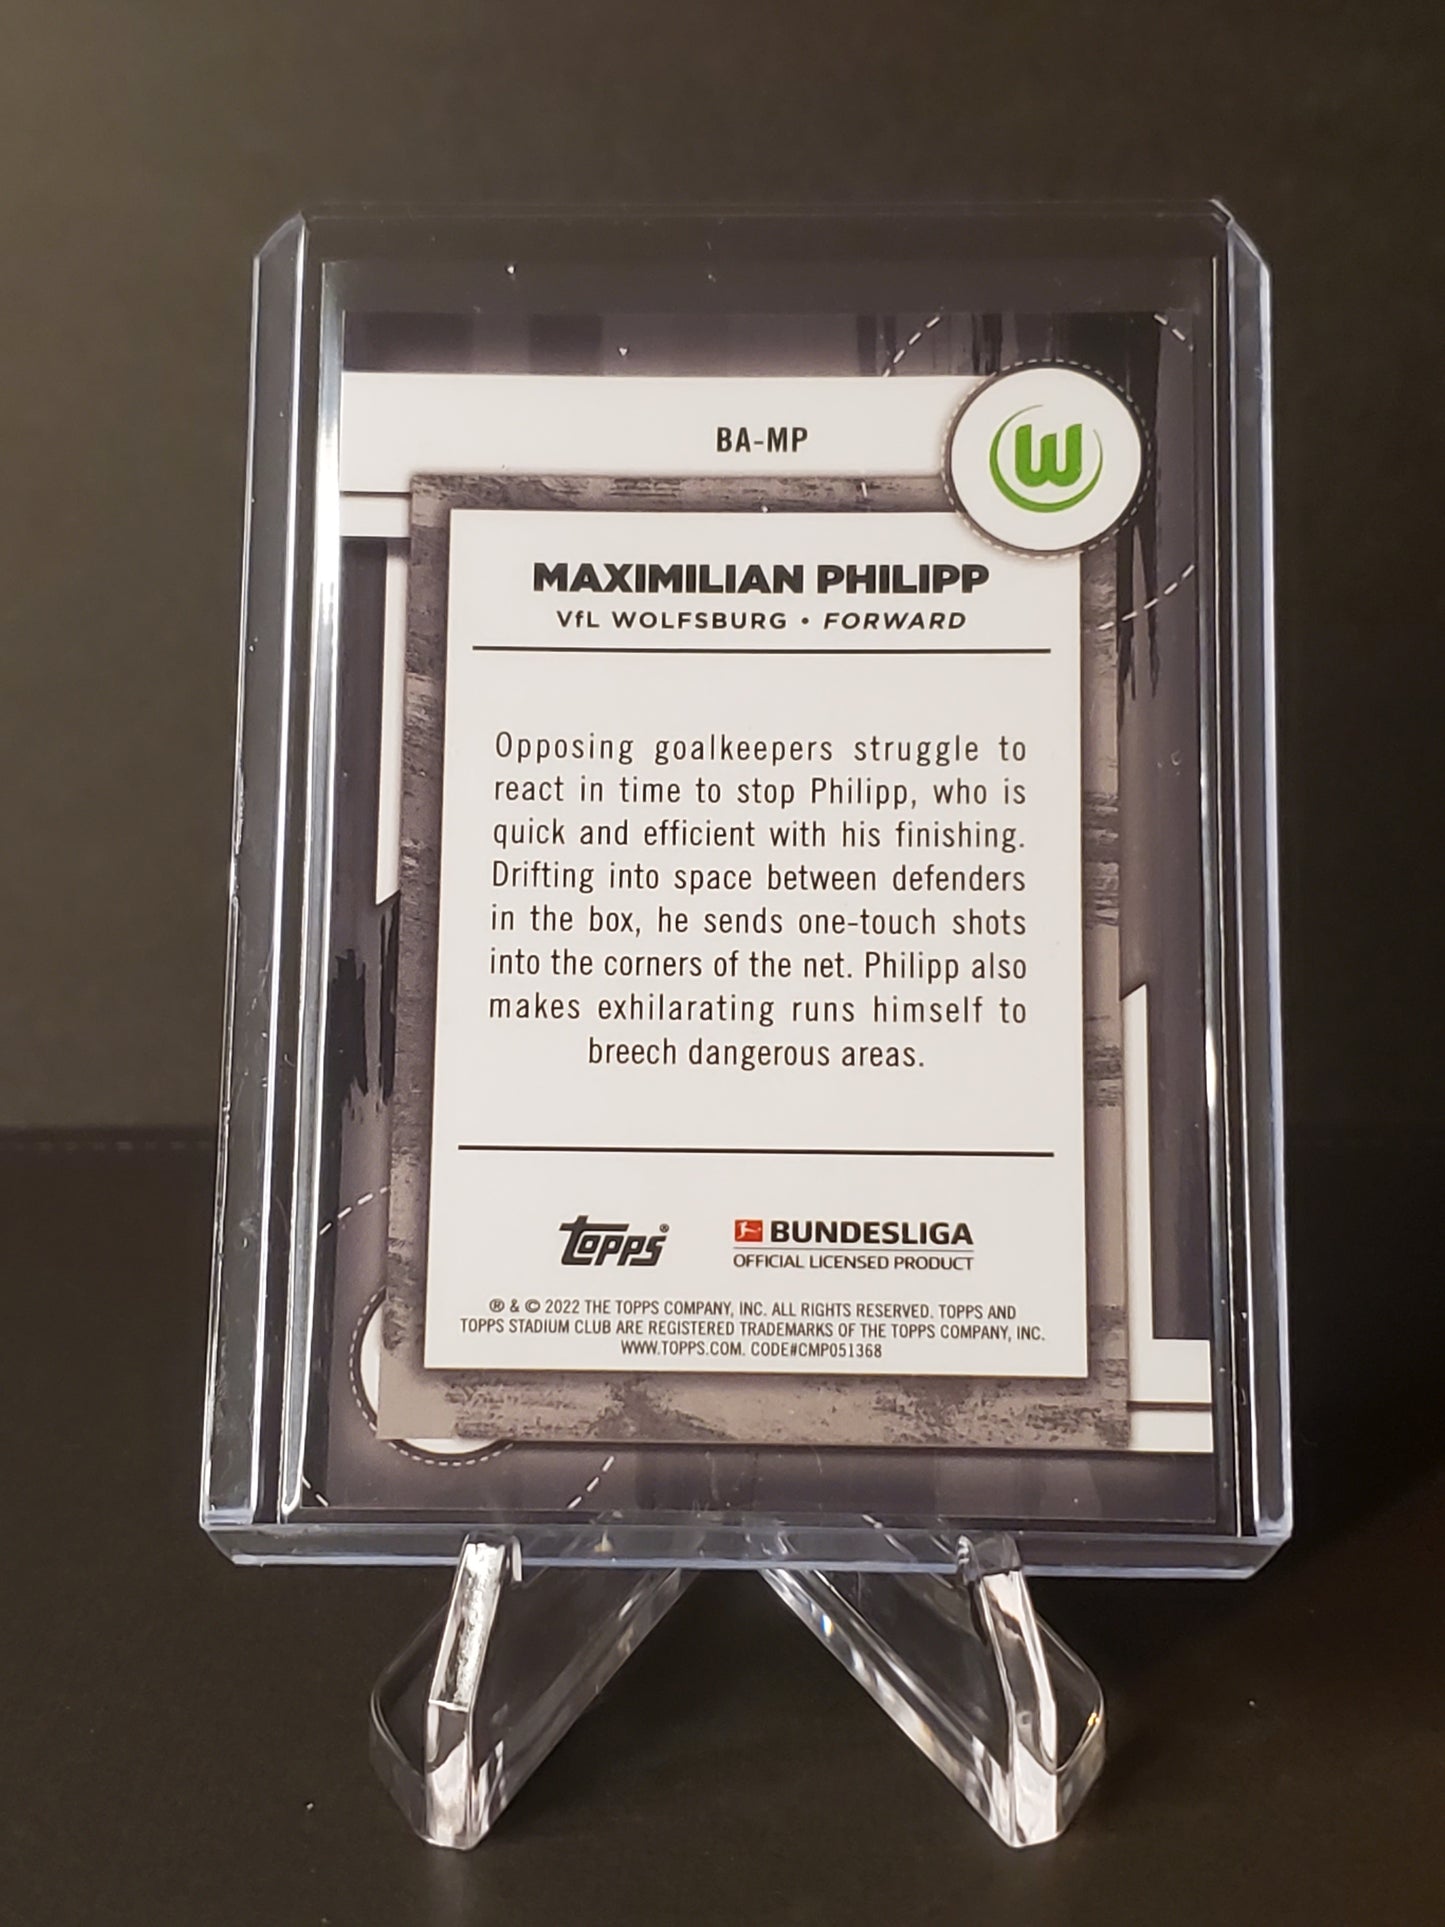 BA-MP
W
MAXIMILIAN PHILIPP
VfL WOLFSBURG • FORWARD
Opposing goalkeepers struggle to
react in time to stop Philipp, who is
quick and efficient with his finishing.
Drifting into space between defenders
in the box, he sends one-touch shots
into the corners of the net. Philipp also
makes exhilarating runs himself to
breech dangerous areas.
topps®
BUNDESLIGA
OFFICIAL LICENSED PRODUCT
® & © 2022 THE TOPPS COMPANY, INC. ALL RIGHTS RESERVED. TOPPS AND
TOPPS STADIUM CLUB ARE REGISTERED TRADEMARKS OF THE TOPPS COMPANY, INC.
WWW.TOPPS.COM. CODE#CMP051368